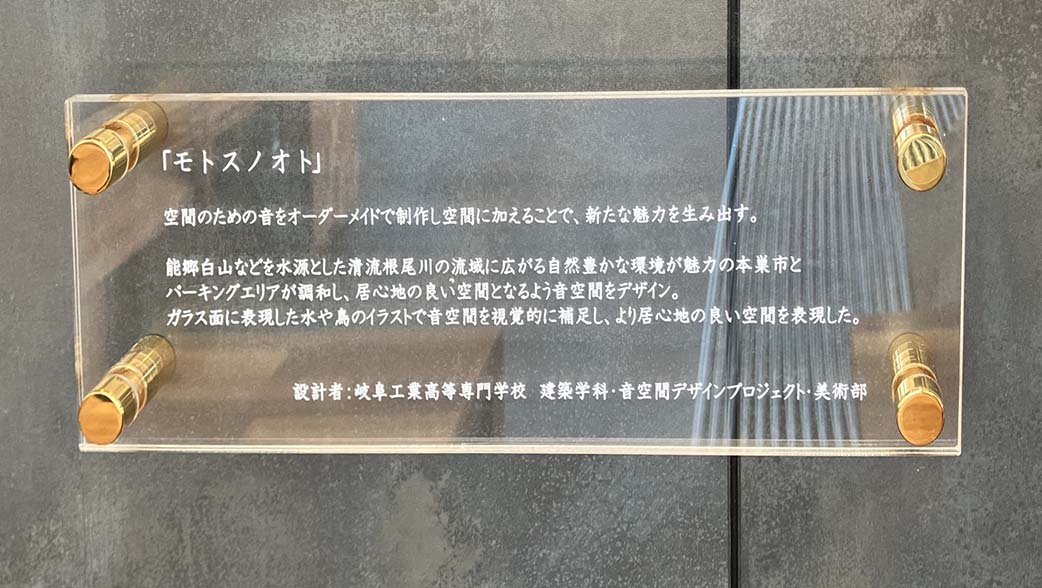 「モトスノオト」
空間のための音をオーダーメイドで制作し空間に加えることで、新たな魅力を生み出す。
能郷白山などを水源とした清流根尾川の流域に広がる自然豊かな環境が魅力の本巣市と
パーキングエリアが調和し、居心地の良い空間となるよう音空間をデザイン。
ガラス面に表現した水や鳥のイラストで音空間を視覚的に補足し、より居心地の良い空間を表現した。
設計者：岐阜工業高等専門学校　建築学科・音空間デザインプロジェクト・美術部